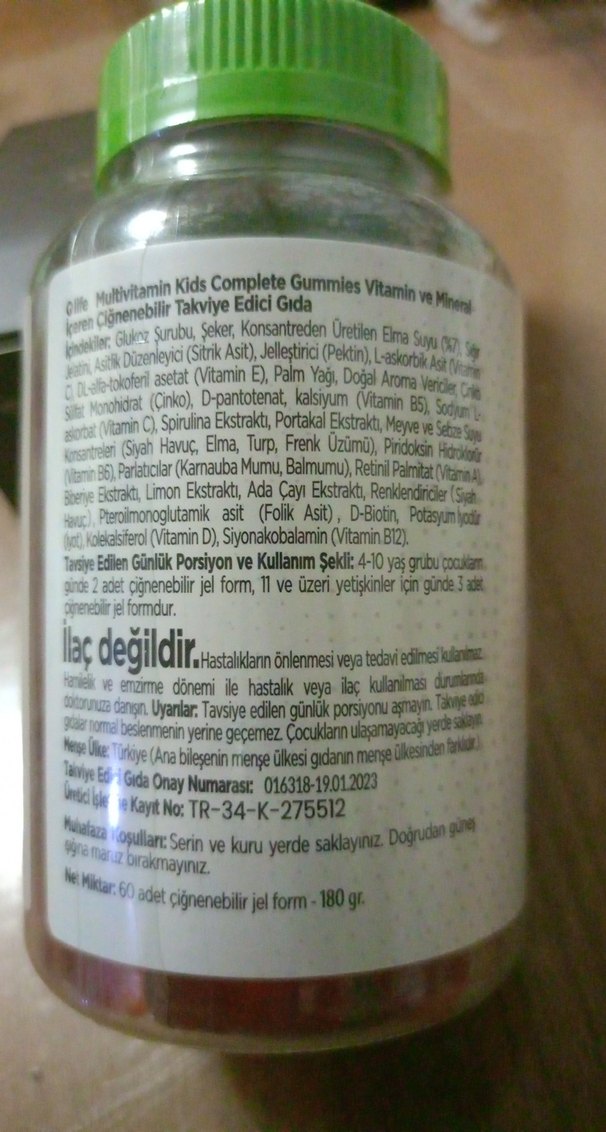 Glife Multivitamin Kids Complete Gummies Vitamin ve Mineral
İçeren Çiğnenebilir Takviye Edici Gıda
İçindekiler: Glukoz Şurubu, Şeker, Konsantreden Üretilen Elma Suyu (%7), Sığır
Jelatini, Asitlik Düzenleyici (Sitrik Asit), Jelleştirici (Pektin), L-askorbik Asit (Vitamin
C), DL-alfa-tokoferil asetat (Vitamin E), Palm Yağı, Doğal Aroma Vericiler, Çinko
Sülfat Monohidrat (Çinko), D-pantotenat, kalsiyum (Vitamin B5), Sodyum L-
askorbat (Vitamin C), Spirulina Ekstraktı, Portakal Ekstraktı, Meyve ve Sebze Suyu
Konsantreleri (Siyah Havuç, Elma, Turp, Frenk Üzümü), Piridoksin Hidroklorür
(Vitamin B6), Parlatıcılar (Karnauba Mumu, Balmumu), Retinil Palmitat (Vitamin A),
Biberiye Ekstraktı, Limon Ekstraktı, Ada Çayı Ekstraktı, Renklendiriciler (Siyah
Havuç), Pteroilmonoglutamik asit (Folik Asit), D-Biotin, Potasyum İyodür
(İyot), Kolekalsiferol (Vitamin D), Siyonakobalamin (Vitamin B12).
Tavsiye Edilen Günlük Porsiyon ve Kullanım Şekli: 4-10 yaş grubu çocukların
günde 2 adet çiğnenebilir jel form, 11 ve üzeri yetişkinler için günde 3 adet
çiğnenebilir jel formdur.
İlaç değildir. Hastalıkların önlenmesi veya tedavi edilmesi kullanılmaz.
Hamilelik ve emzirme dönemi ile hastalık veya ilaç kullanılması durumlarında
doktorunuza danışın. Uyarılar: Tavsiye edilen günlük porsiyonu aşmayın. Takviye edici
gıdalar normal beslenmenin yerine geçemez. Çocukların ulaşamayacağı yerde saklayın.
Menşe Ülke: Türkiye (Ana bileşenin menşe ülkesi gıdanın menşe ülkesinden farklıdır.)
Takviye Edici Gıda Onay Numarası: 016318-19.01.2023
Üretici İşletme Kayıt No: TR-34-K-275512
Muhafaza Koşulları: Serin ve kuru yerde saklayınız. Doğrudan güneş
ışığına maruz bırakmayınız.
Net Miktar: 60 adet çiğnenebilir jel form - 180 gr.